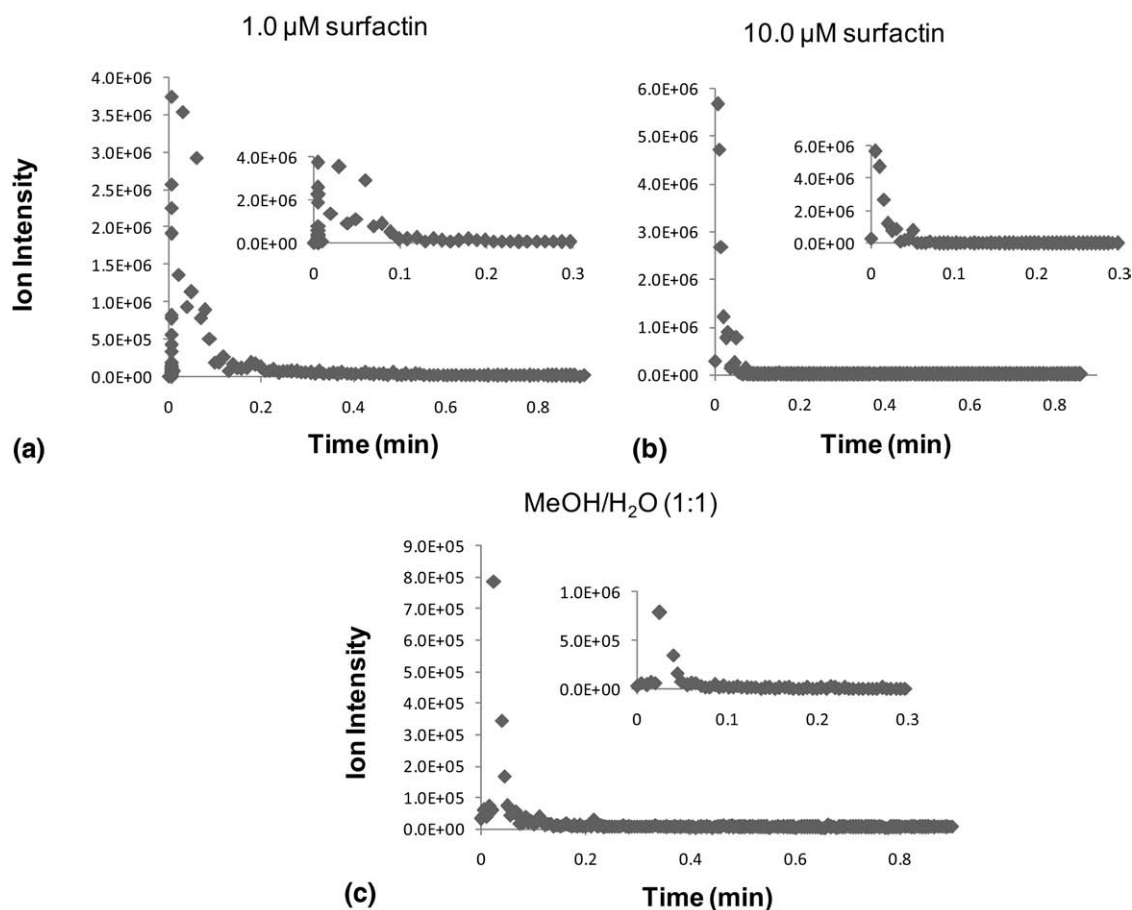 1.0 µM surfactin
4.0E+06
3.5E+06
3.0E+06
2.5E+06
2.0E+06
1.5E+06
1.0E+06
5.0E+05
0.0E+00
Ion Intensity
4.0E+06
2.0E+06
0.0E+00
0 0.1 0.2 0.3
0 0.2 0.4 0.6 0.8
(a) Time (min)
10.0 µM surfactin
6.0E+06
5.0E+06
4.0E+06
3.0E+06
2.0E+06
1.0E+06
0.0E+00
6.0E+06
4.0E+06
2.0E+06
0.0E+00
0 0.1 0.2 0.3
0 0.2 0.4 0.6 0.8
(b) Time (min)
MeOH/H₂O (1:1)
9.0E+05
8.0E+05
7.0E+05
6.0E+05
5.0E+05
4.0E+05
3.0E+05
2.0E+05
1.0E+05
0.0E+00
Ion Intensity
1.0E+06
5.0E+05
0.0E+00
0 0.1 0.2 0.3
0 0.2 0.4 0.6 0.8
(c) Time (min)